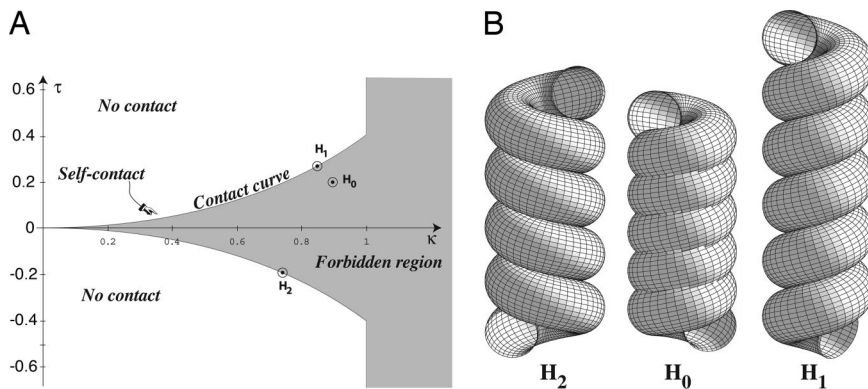 A
B
0.6
τ
No contact
0.4
H₁
Self-contact
Contact curve
0.2
H₀
0
0.2
0.4
0.6
0.8
1
κ
Forbidden region
-0.2
H₂
No contact
-0.4
-0.6
H₂
H₀
H₁